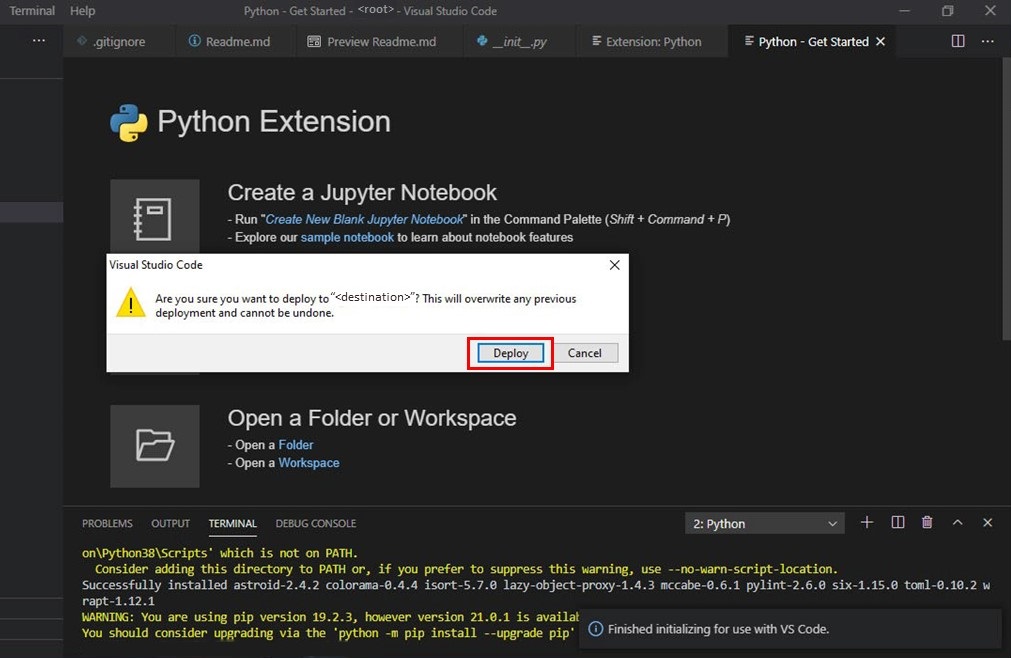 Terminal Help Python - Get Started - <root> - Visual Studio Code
... .gitignore Readme.md Preview Readme.md __init__.py Extension: Python Python - Get Started ...
Python Extension
Create a Jupyter Notebook
- Run "Create New Blank Jupyter Notebook" in the Command Palette (Shift + Command + P)
- Explore our sample notebook to learn about notebook features
Visual Studio Code
Are you sure you want to deploy to “<destination>”? This will overwrite any previous
deployment and cannot be undone.
Deploy Cancel
Open a Folder or Workspace
- Open a Folder
- Open a Workspace
PROBLEMS OUTPUT TERMINAL DEBUG CONSOLE 2: Python
on\Python38\Scripts' which is not on PATH.
Consider adding this directory to PATH or, if you prefer to suppress this warning, use --no-warn-script-location.
Successfully installed astroid-2.4.2 colorama-0.4.4 isort-5.7.0 lazy-object-proxy-1.4.3 mccabe-0.6.1 pylint-2.6.0 six-1.15.0 toml-0.10.2 w
rapt-1.12.1
WARNING: You are using pip version 19.2.3, however version 21.0.1 is availab
You should consider upgrading via the 'python -m pip install --upgrade pip'
Finished initializing for use with VS Code.